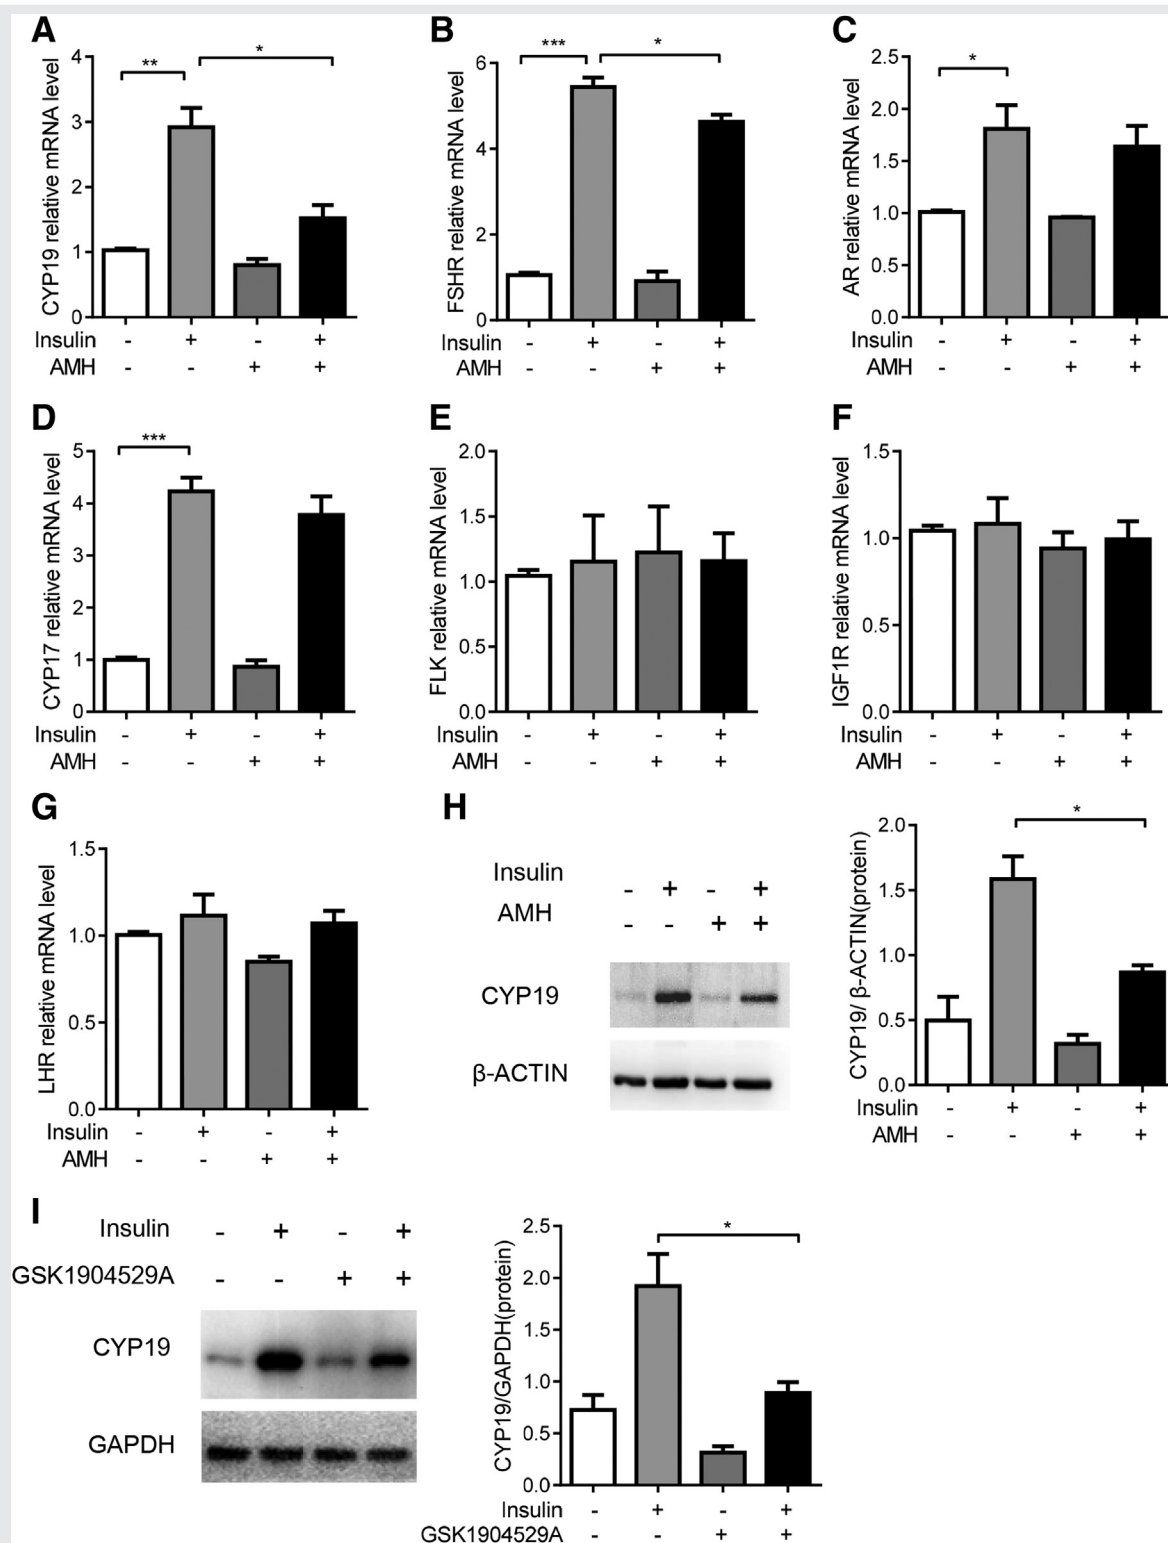 A
CYP19 relative mRNA level
4
3
2
1
0
**
*
Insulin - + - +
AMH - - + +
B
FSHR relative mRNA level
6
4
2
0
***
*
Insulin - + - +
AMH - - + +
C
AR relative mRNA level
2.5
2.0
1.5
1.0
0.5
0.0
*
Insulin - + - +
AMH - - + +
D
CYP17 relative mRNA level
5
4
3
2
1
0
***
Insulin - + - +
AMH - - + +
E
FLK relative mRNA level
2.0
1.5
1.0
0.5
0.0
Insulin - + - +
AMH - - + +
F
IGF1R relative mRNA level
1.5
1.0
0.5
0.0
Insulin - + - +
AMH - - + +
G
LHR relative mRNA level
1.5
1.0
0.5
0.0
Insulin - + - +
AMH - - + +
H
Insulin - + - +
AMH - - + +
CYP19
β-ACTIN
CYP19/ β-ACTIN(protein)
2.0
1.5
1.0
0.5
0.0
*
Insulin - + - +
AMH - - + +
I
Insulin - + - +
GSK1904529A - - + +
CYP19
GAPDH
CYP19/GAPDH(protein)
2.5
2.0
1.5
1.0
0.5
0.0
*
Insulin - + - +
GSK1904529A - - + +